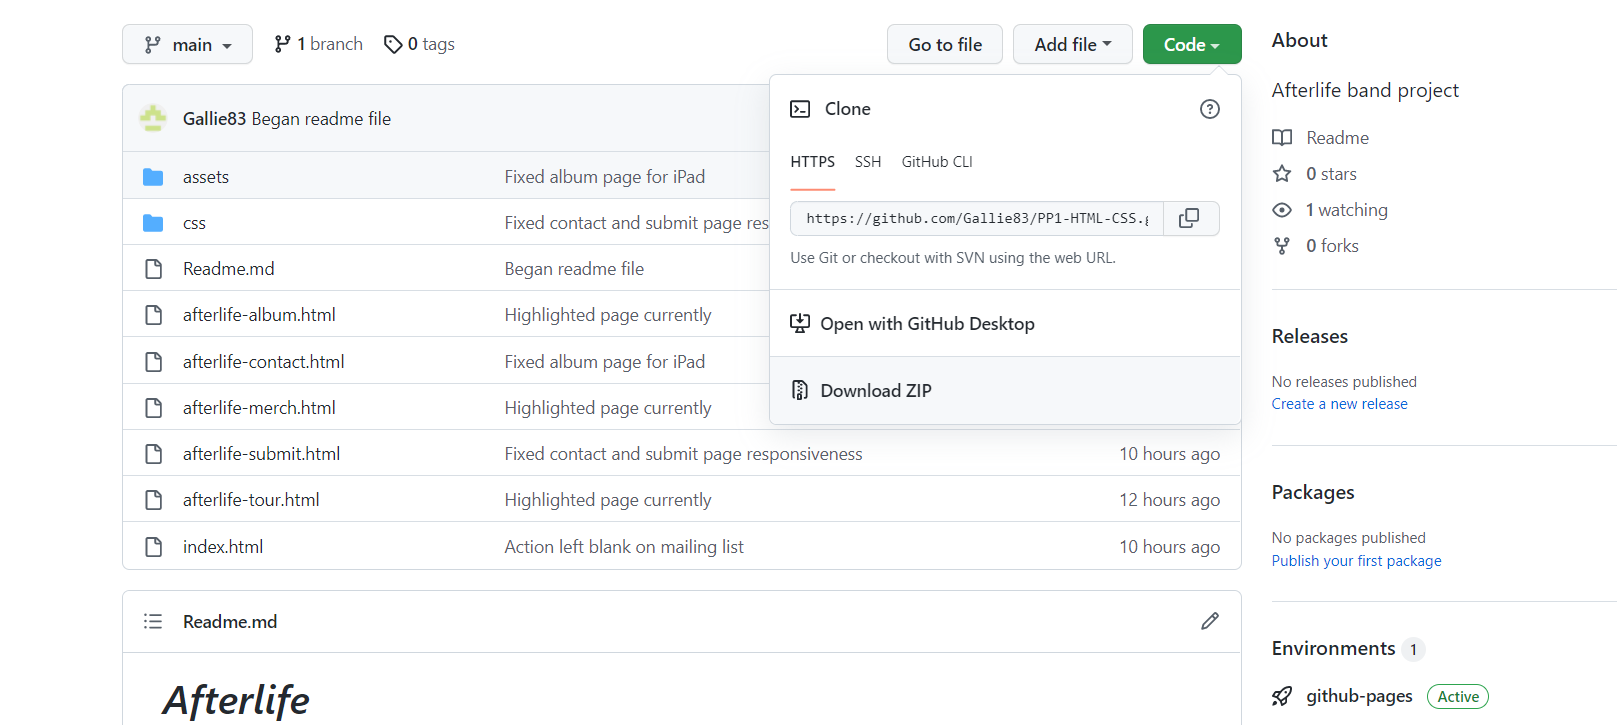 main
1 branch
0 tags
Go to file
Add file
Code
Gallie83 Began readme file
assets
Fixed album page for iPad
css
Fixed contact and submit page res
Readme.md
Began readme file
afterlife-album.html
Highlighted page currently
afterlife-contact.html
Fixed album page for iPad
afterlife-merch.html
Highlighted page currently
afterlife-submit.html
Fixed contact and submit page responsiveness
10 hours ago
afterlife-tour.html
Highlighted page currently
12 hours ago
index.html
Action left blank on mailing list
10 hours ago
Clone
HTTPS
SSH
GitHub CLI
https://github.com/Gallie83/PP1-HTML-CSS.g
Use Git or checkout with SVN using the web URL.
Open with GitHub Desktop
Download ZIP
Readme.md
Afterlife
About
Afterlife band project
Readme
0 stars
1 watching
0 forks
Releases
No releases published
Create a new release
Packages
No packages published
Publish your first package
Environments 1
github-pages
Active